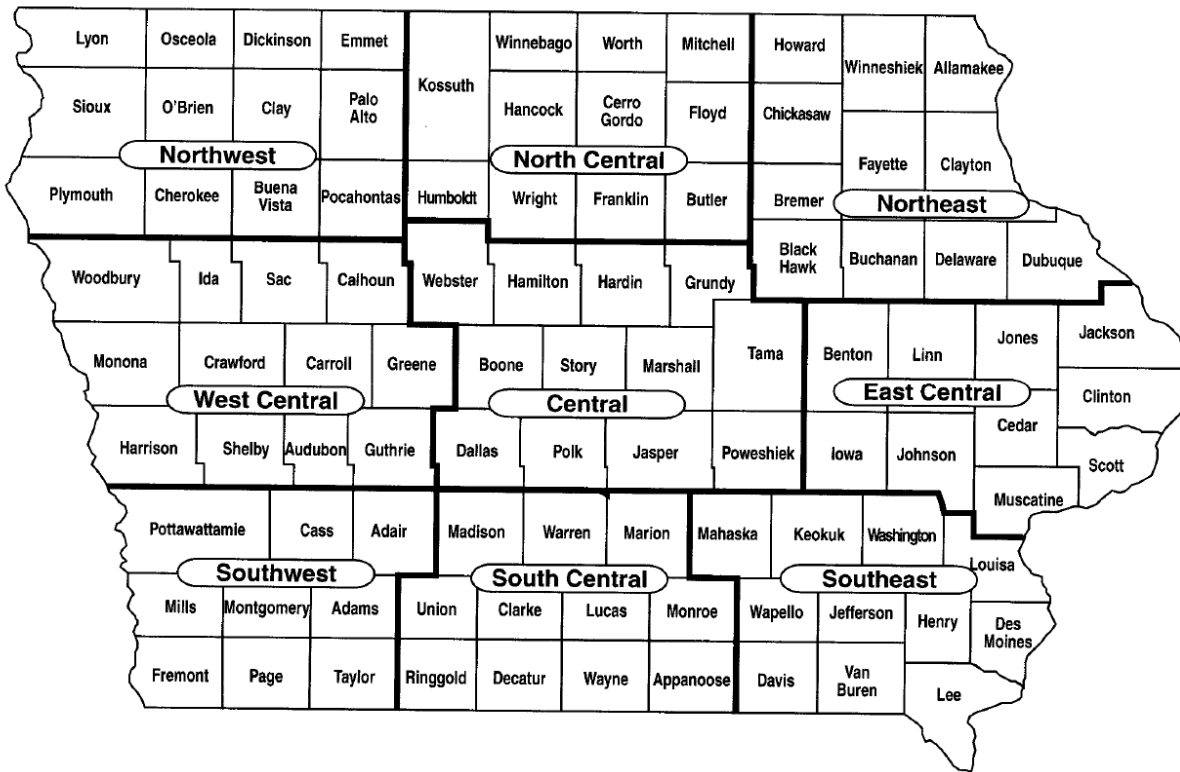 Lyon Osceola Dickinson Emmet Winnebago Worth Mitchell Howard
Winneshiek Allamakee
Kossuth
Sioux O'Brien Clay Palo
Alto Hancock Cerro
Gordo Floyd Chickasaw
Northwest North Central Fayette Clayton
Plymouth Cherokee Buena
Vista Pocahontas Humboldt Wright Franklin Butler Bremer Northeast
Black
Hawk Buchanan Delaware Dubuque
Woodbury Ida Sac Calhoun Webster Hamilton Hardin Grundy
Jackson
Monona Crawford Carroll Greene Boone Story Marshall Tama Benton Linn Jones
West Central Central East Central Clinton
Cedar
Harrison Shelby Audubon Guthrie Dallas Polk Jasper Poweshiek Iowa Johnson Scott
Muscatine
Pottawattamie Cass Adair Madison Warren Marion Mahaska Keokuk Washington
Southwest South Central Southeast Louisa
Mills Montgomery Adams Union Clarke Lucas Monroe Wapello Jefferson Henry Des
Moines
Fremont Page Taylor Ringgold Decatur Wayne Appanoose Davis Van
Buren Lee